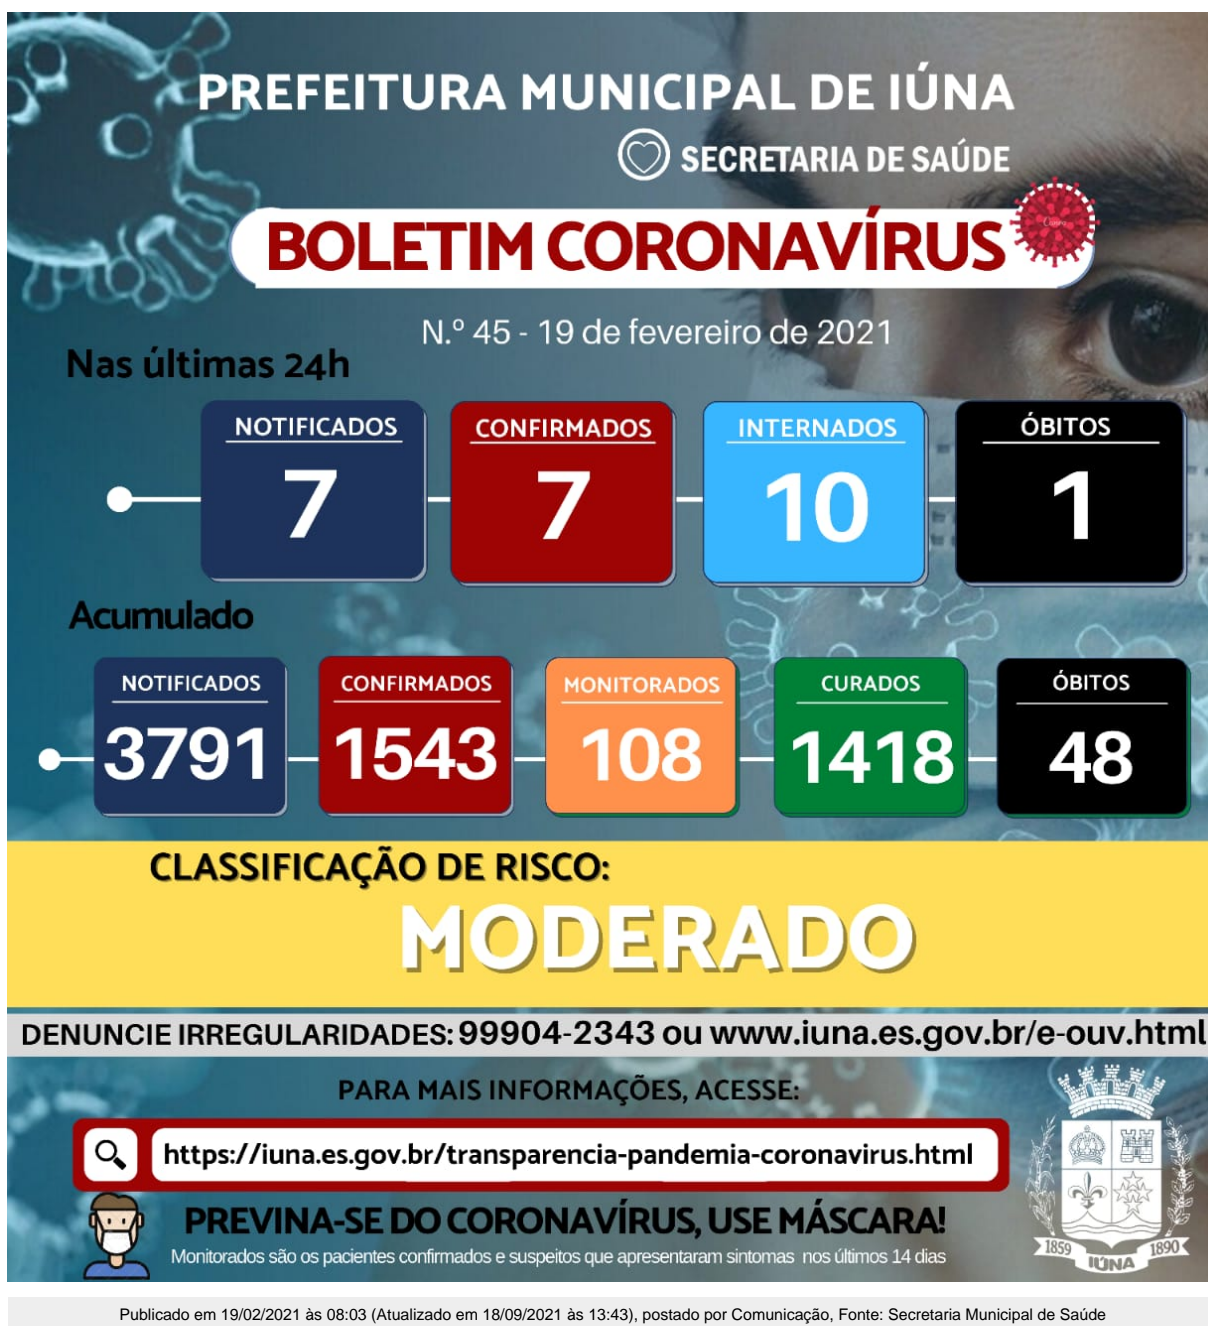 PREFEITURA MUNICIPAL DE IÚNA
SECRETARIA DE SAÚDE
BOLETIM CORONAVÍRUS
N.º 45 - 19 de fevereiro de 2021
Nas últimas 24h
NOTIFICADOS CONFIRMADOS INTERNADOS ÓBITOS
7 7 10 1
Acumulado
NOTIFICADOS CONFIRMADOS MONITORADOS CURADOS ÓBITOS
3791 1543 108 1418 48
CLASSIFICAÇÃO DE RISCO:
MODERADO
DENUNCIE IRREGULARIDADES: 99904-2343 ou www.iuna.es.gov.br/e-ouv.html
PARA MAIS INFORMAÇÕES, ACESSE:
https://iuna.es.gov.br/transparencia-pandemia-coronavirus.html
PREVINA-SE DO CORONAVÍRUS, USE MÁSCARA!
Monitorados são os pacientes confirmados e suspeitos que apresentaram sintomas nos últimos 14 dias
1859 IÚNA 1890
Publicado em 19/02/2021 às 08:03 (Atualizado em 18/09/2021 às 13:43), postado por Comunicação, Fonte: Secretaria Municipal de Saúde